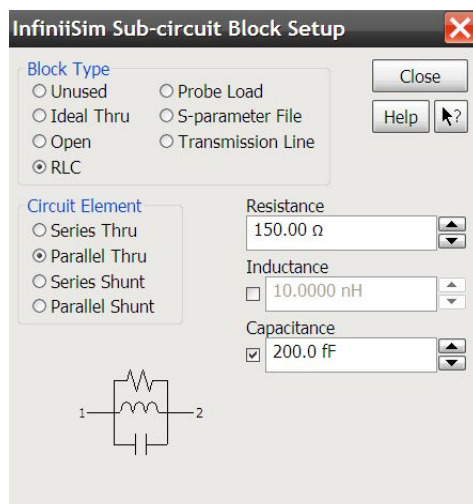 InfiniiSim Sub-circuit Block Setup
Block Type
Unused
Probe Load
Ideal Thru
S-parameter File
Open
Transmission Line
RLC
Close
Help
?
Circuit Element
Series Thru
Parallel Thru
Series Shunt
Parallel Shunt
Resistance
150.00 Ω
Inductance
10.0000 nH
Capacitance
200.0 fF
1
2